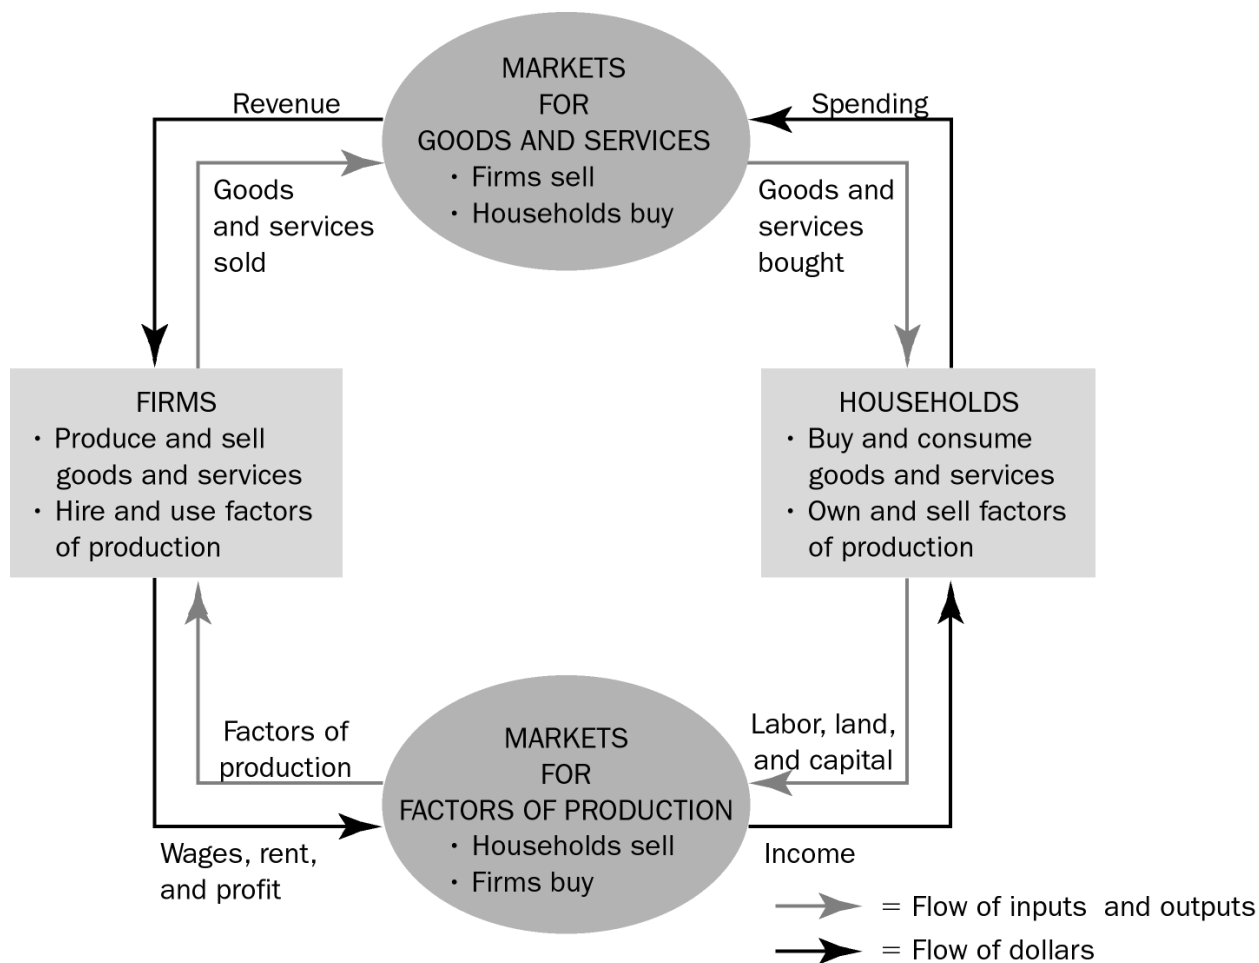 MARKETS
FOR
GOODS AND SERVICES
• Firms sell
• Households buy
Revenue
Spending
Goods
and services
sold
Goods and
services
bought
FIRMS
• Produce and sell
goods and services
• Hire and use factors
of production
HOUSEHOLDS
• Buy and consume
goods and services
• Own and sell factors
of production
Factors of
production
Labor, land,
and capital
MARKETS
FOR
FACTORS OF PRODUCTION
• Households sell
• Firms buy
Wages, rent,
and profit
Income
= Flow of inputs and outputs
= Flow of dollars